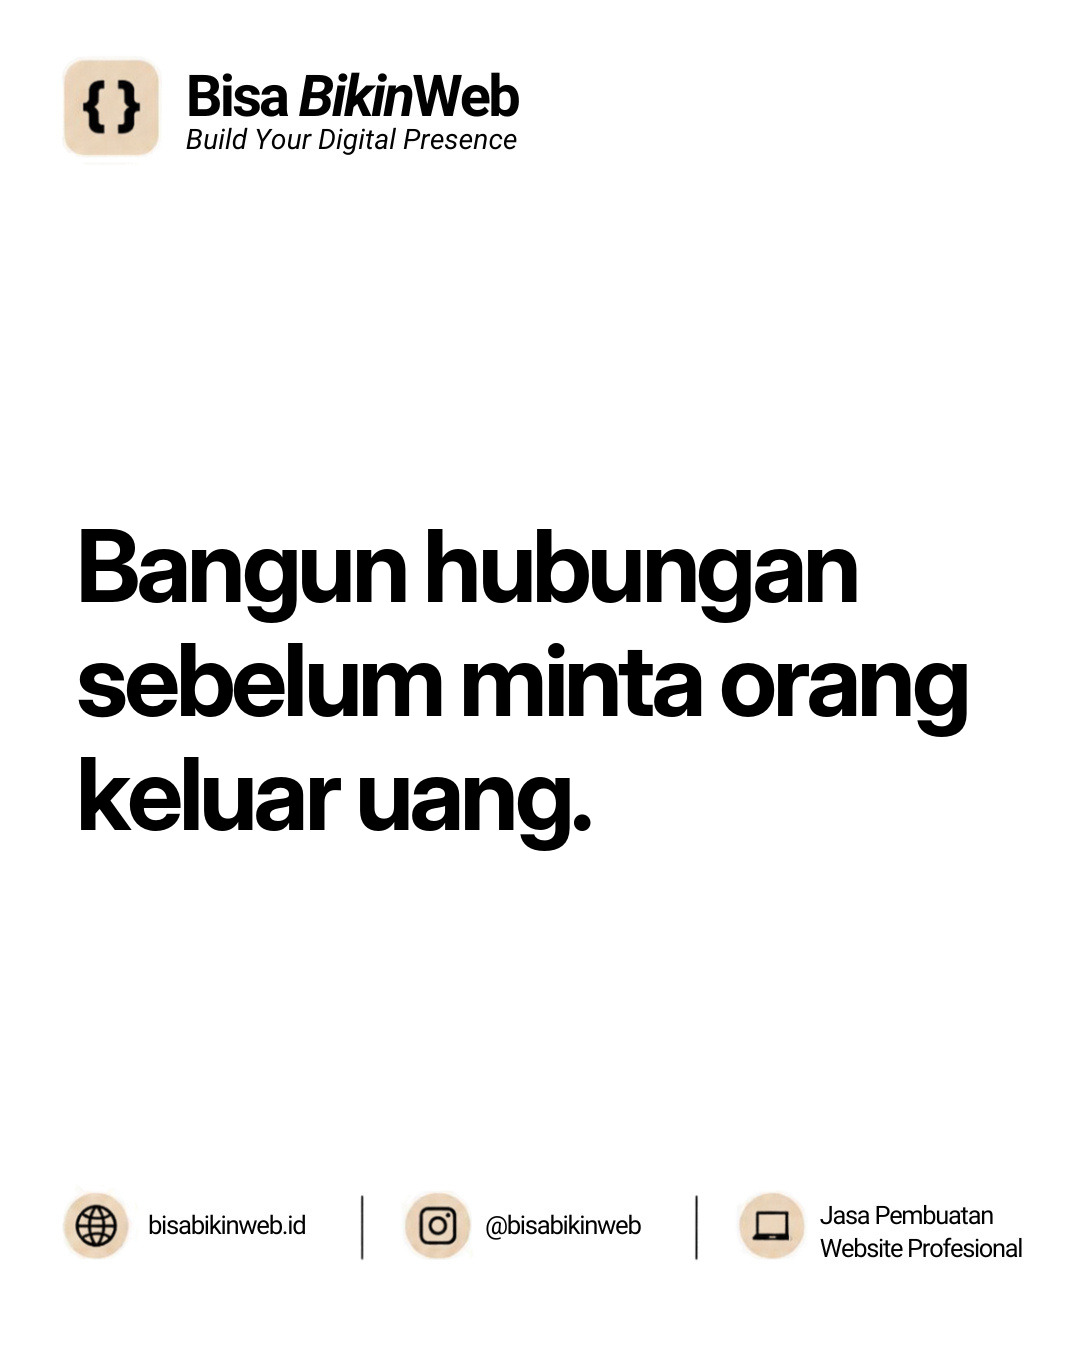 { }
Bisa BikinWeb
Build Your Digital Presence
Bangun hubungan
sebelum minta orang
keluar uang.
bisabikinweb.id
@bisabikinweb
Jasa Pembuatan
Website Profesional